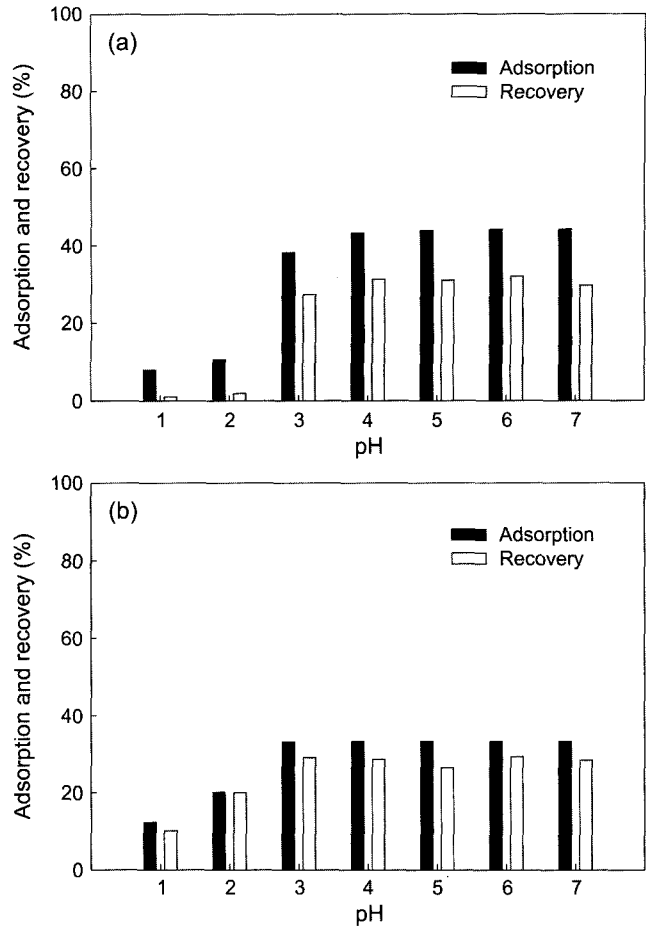 100
(a)
Adsorption
Recovery
80
60
40
20
0
Adsorption and recovery (%)
1 2 3 4 5 6 7
pH
100
(b)
Adsorption
Recovery
80
60
40
20
0
Adsorption and recovery (%)
1 2 3 4 5 6 7
pH